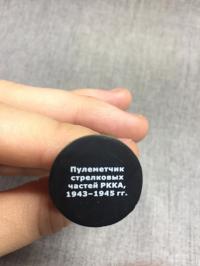 Пулеметчик
стрелковых
частей РККА,
1943–1945 гг.